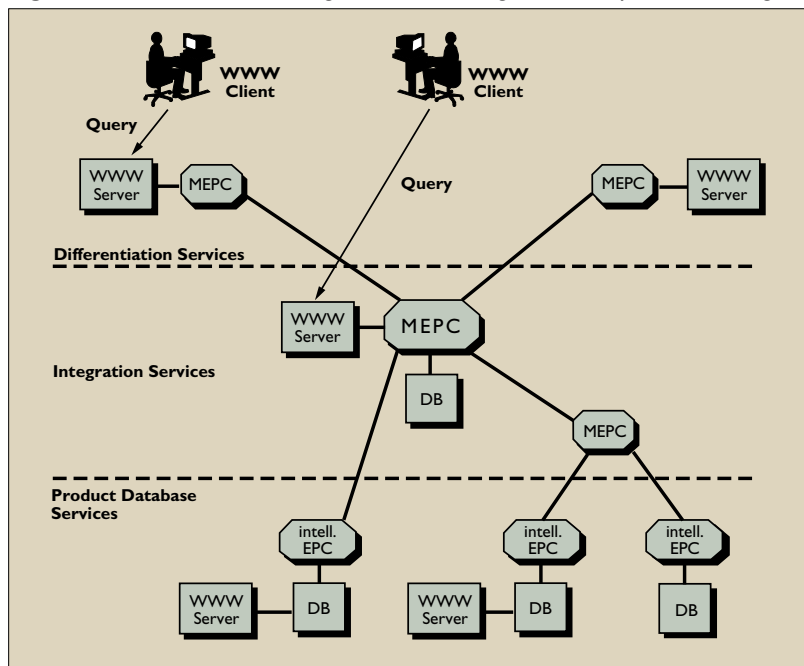 WWW
Client
WWW
Client
Query
Query
WWW
Server
MEPC
MEPC
WWW
Server
Differentiation Services
WWW
Server
MEPC
Integration Services
DB
MEPC
Product Database
Services
intell.
EPC
intell.
EPC
intell.
EPC
WWW
Server
DB
WWW
Server
DB
DB